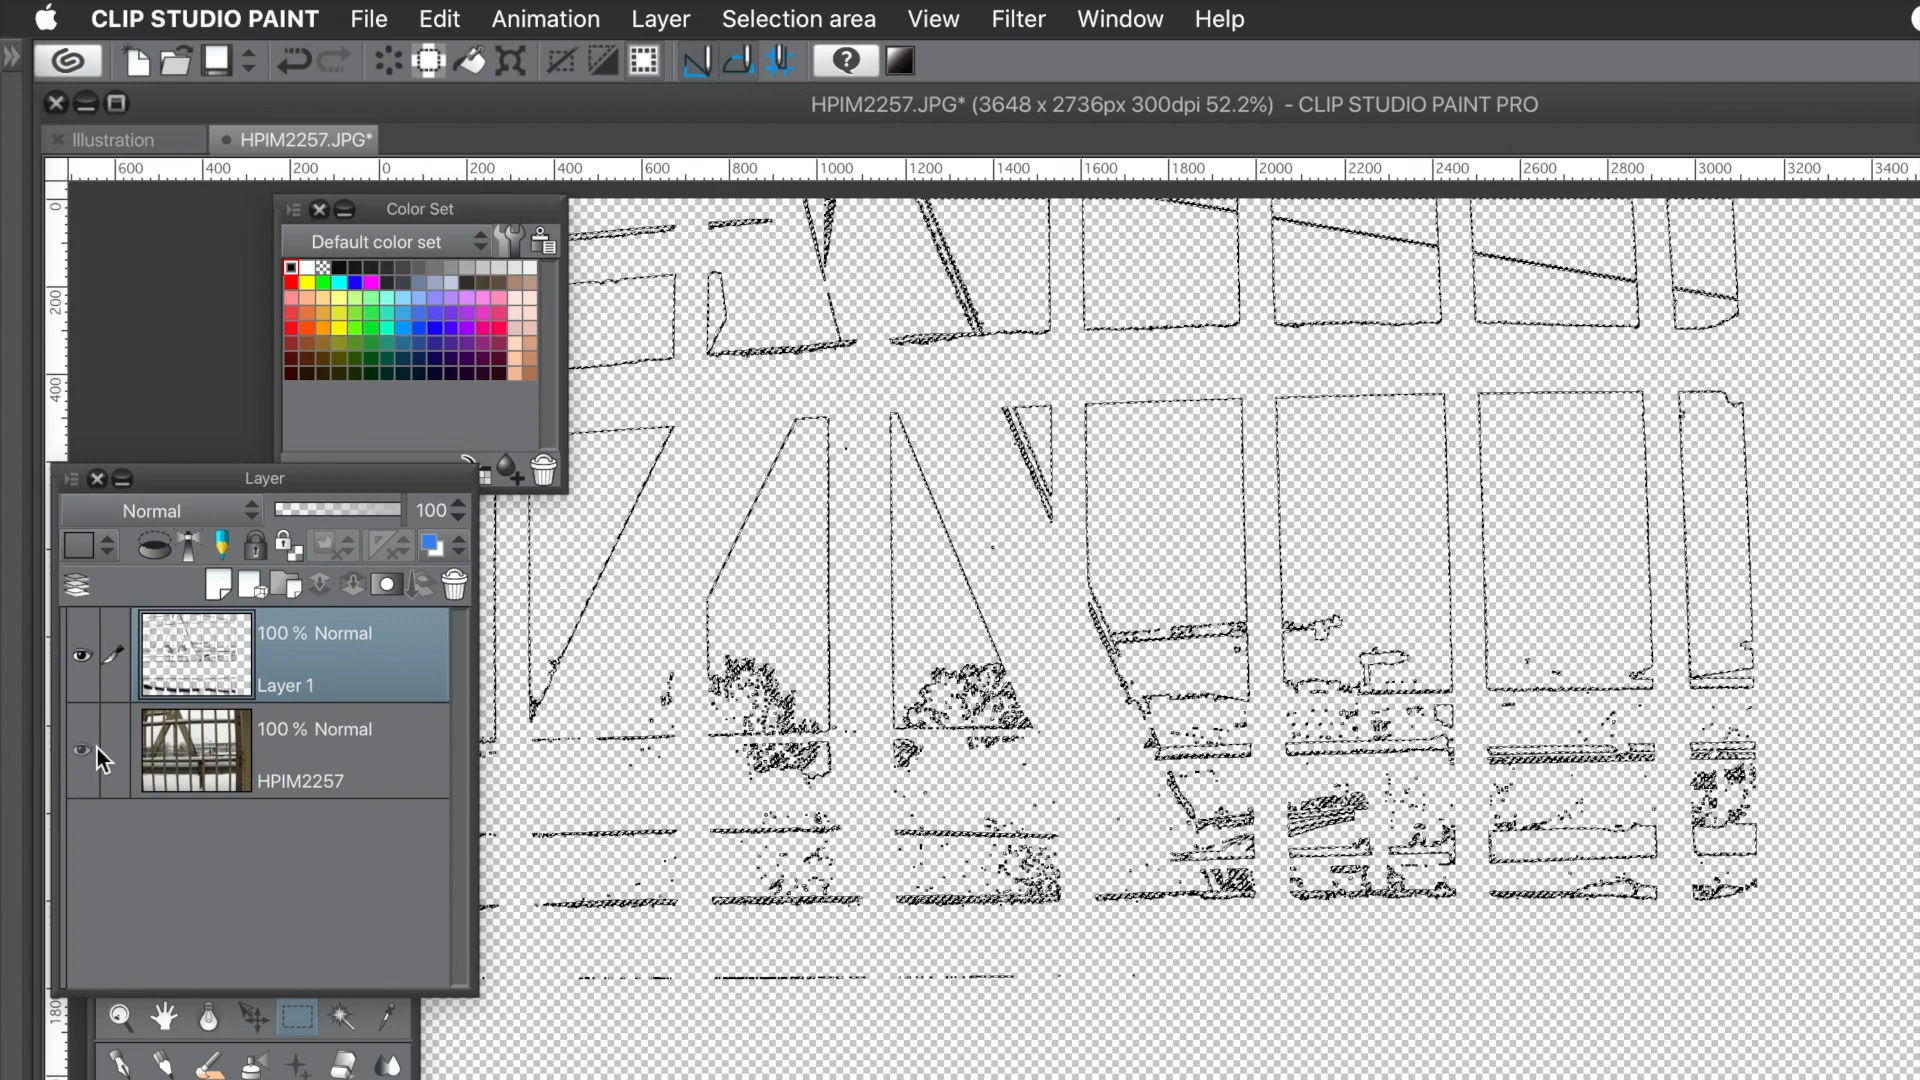 CLIP STUDIO PAINT File Edit Animation Layer Selection area View Filter Window Help
HPIM2257.JPG* (3648 x 2736px 300dpi 52.2%) - CLIP STUDIO PAINT PRO
Illustration HPIM2257.JPG*
600 400 200 0 200 400 600 800 1000 1200 1400 1600 1800 2000 2200 2400 2600 2800 3000 3200 3400
0
200
400
Color Set
Default color set
Layer
Normal 100
100 % Normal
Layer 1
100 % Normal
HPIM2257